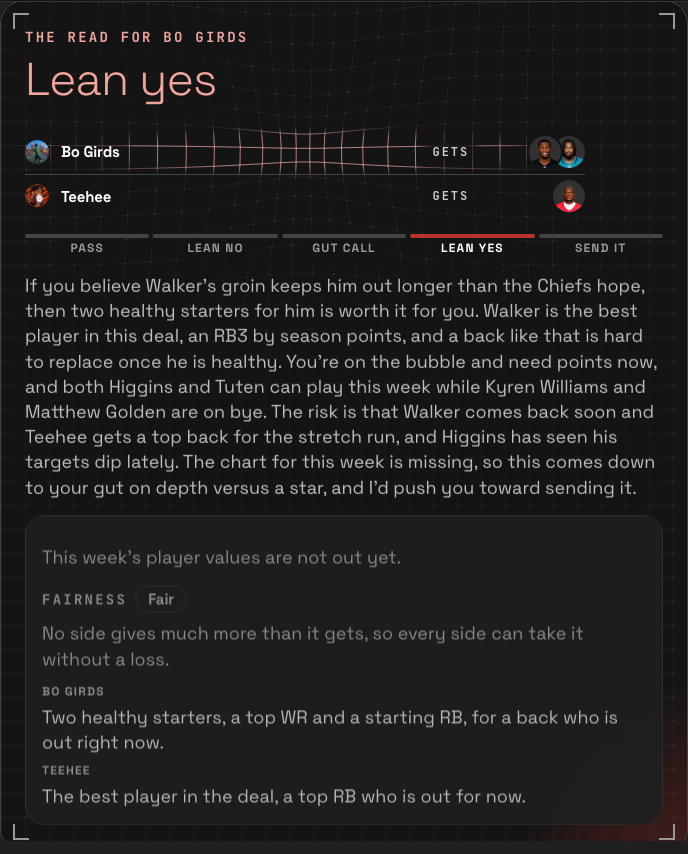 THE READ FOR BO GIRDS
Lean yes
Bo Girds GETS
Teehee GETS
PASS LEAN NO GUT CALL LEAN YES SEND IT
If you believe Walker's groin keeps him out longer than the Chiefs hope,
then two healthy starters for him is worth it for you. Walker is the best
player in this deal, an RB3 by season points, and a back like that is hard
to replace once he is healthy. You're on the bubble and need points now,
and both Higgins and Tuten can play this week while Kyren Williams and
Matthew Golden are on bye. The risk is that Walker comes back soon and
Teehee gets a top back for the stretch run, and Higgins has seen his
targets dip lately. The chart for this week is missing, so this comes down
to your gut on depth versus a star, and I'd push you toward sending it.
This week's player values are not out yet.
FAIRNESS Fair
No side gives much more than it gets, so every side can take it
without a loss.
BO GIRDS
Two healthy starters, a top WR and a starting RB, for a back who is
out right now.
TEEHEE
The best player in the deal, a top RB who is out for now.